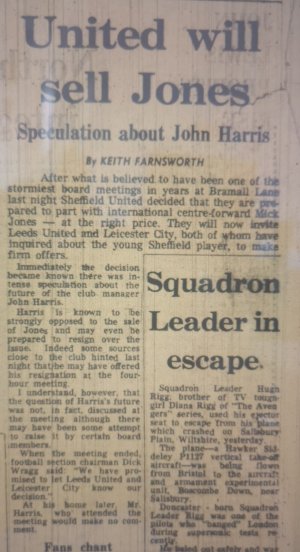 United will
sell Jones
Speculation about John Harris
By KEITH FARNSWORTH
After what is believed to have been one of the
stormiest board meetings in years at Bramall Lane
last night Sheffield United decided that they are pre-
pared to part with international centre-forward Mick
Jones — at the right price. They will now invite
Leeds United and Leicester City, both of whom have
inquired about the young Sheffield player, to make
firm offers.
Immediately the decision
became known there was in-
tense speculation about the
future of the club manager
John Harris.
Harris is known to be
strongly opposed to the sale
of Jones and may even be
prepared to resign over the
issue. Indeed some sources
close to the club hinted last
night that he may have offered
his resignation at the four-
hour meeting.
I understand, however, that
the question of Harris's future
was not, in fact, discussed at
the meeting although there
may have been some attempt
to raise it by certain board
members.
When the meeting ended,
football section chairman Dick
Wragg said: "We have pro-
mised to let Leeds United and
Leicester City know our
decision."
At his home later Mr.
Harris, who attended the
meeting would make no com-
ment.
Fans chant
Squadron
Leader in
escape
Squadron Leader Hugh
Rigg, brother of TV tough-
girl Diana Rigg of "The Aven-
gers" series, used his ejector
seat to escape from his plane
which crashed on Salisbury
Plain, Wiltshire, yesterday.
The plane—a Hawker Sid-
deley P1127 vertical take-off
aircraft—was being flown
from Bristol to the aircraft
and armament experimental
unit, Boscombe Down, near
Salisbury.
Doncaster - born Squadron
Leader Rigg was one of the
pilots who "banged" London
during supersonic tests re-
cently.